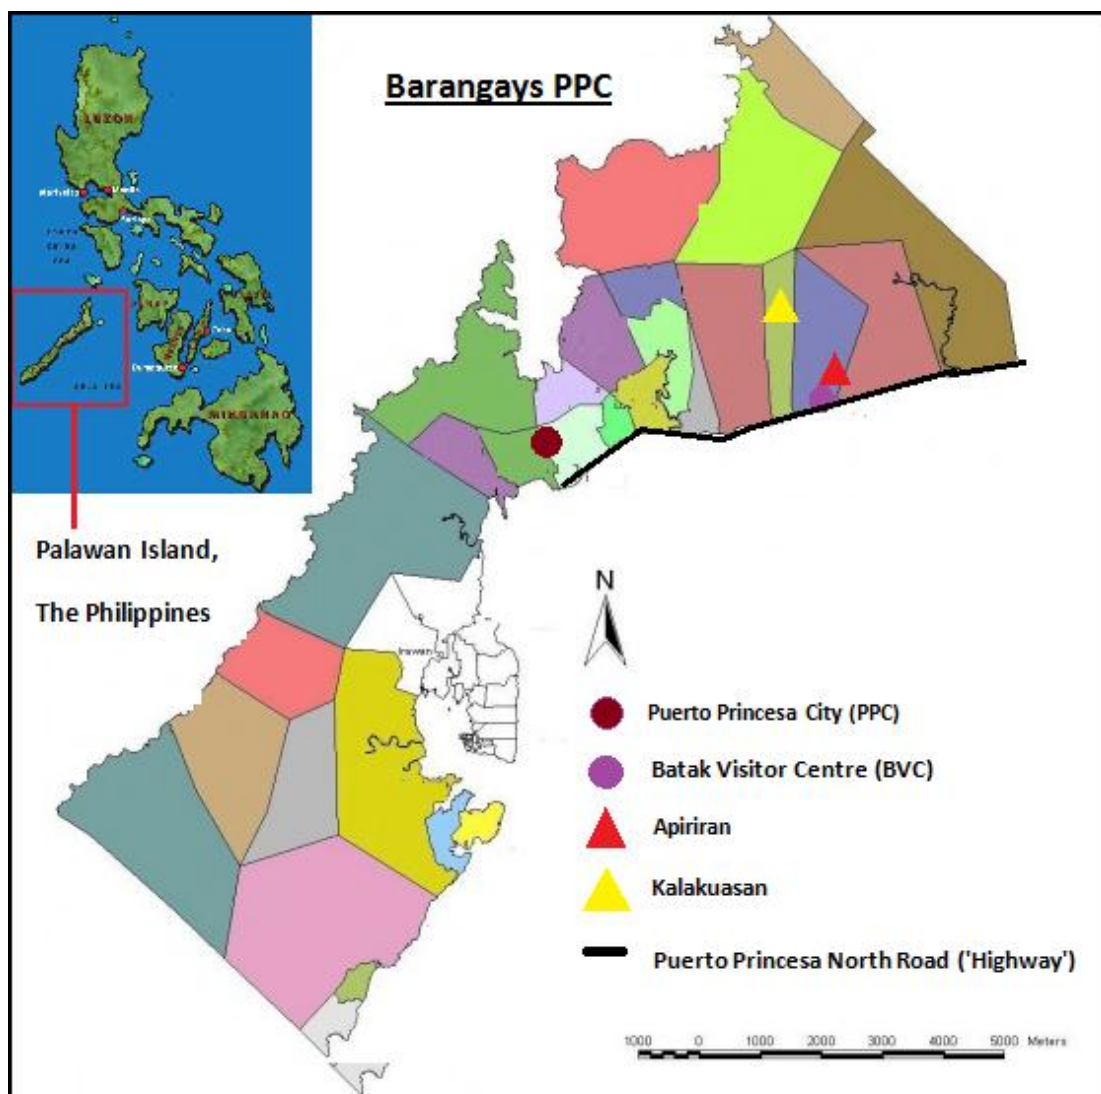 Barangays PPC
LUZON
Manila
MINDANAO
Palawan Island,
The Philippines
N
Irawan
Puerto Princesa City (PPC)
Batak Visitor Centre (BVC)
Apiriran
Kalakuasan
Puerto Princesa North Road ('Highway')
1000 0 1000 2000 3000 4000 5000 Meters